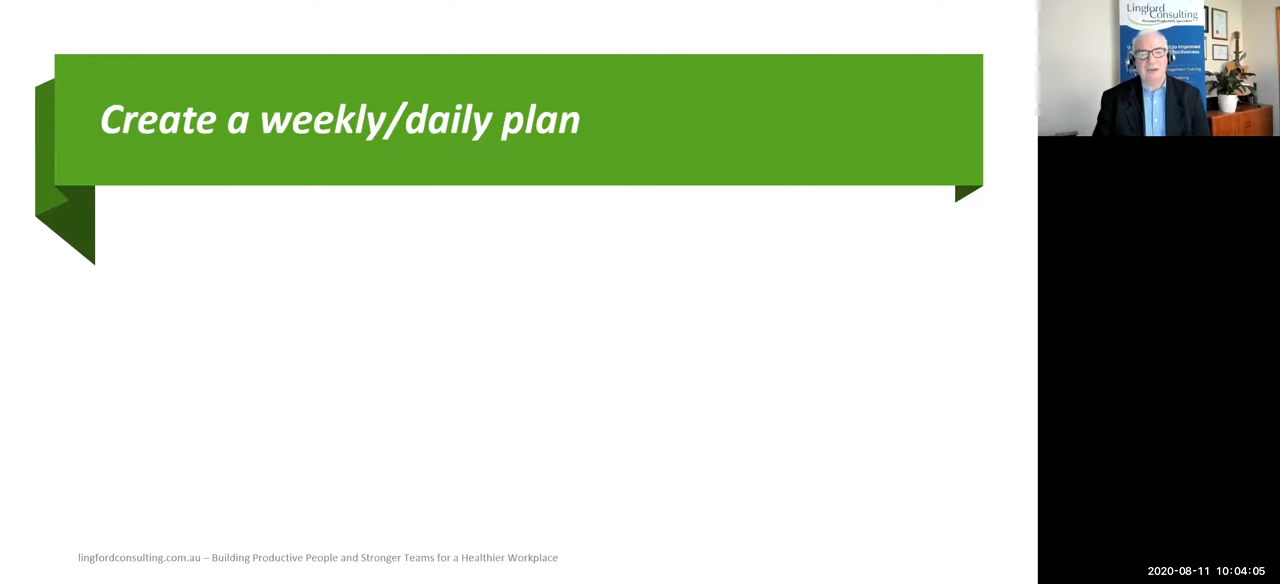 Create a weekly/daily plan
lingfordconsulting.com.au – Building Productive People and Stronger Teams for a Healthier Workplace
Lingford
Consulting
Improved
2020-08-11 10:04:05